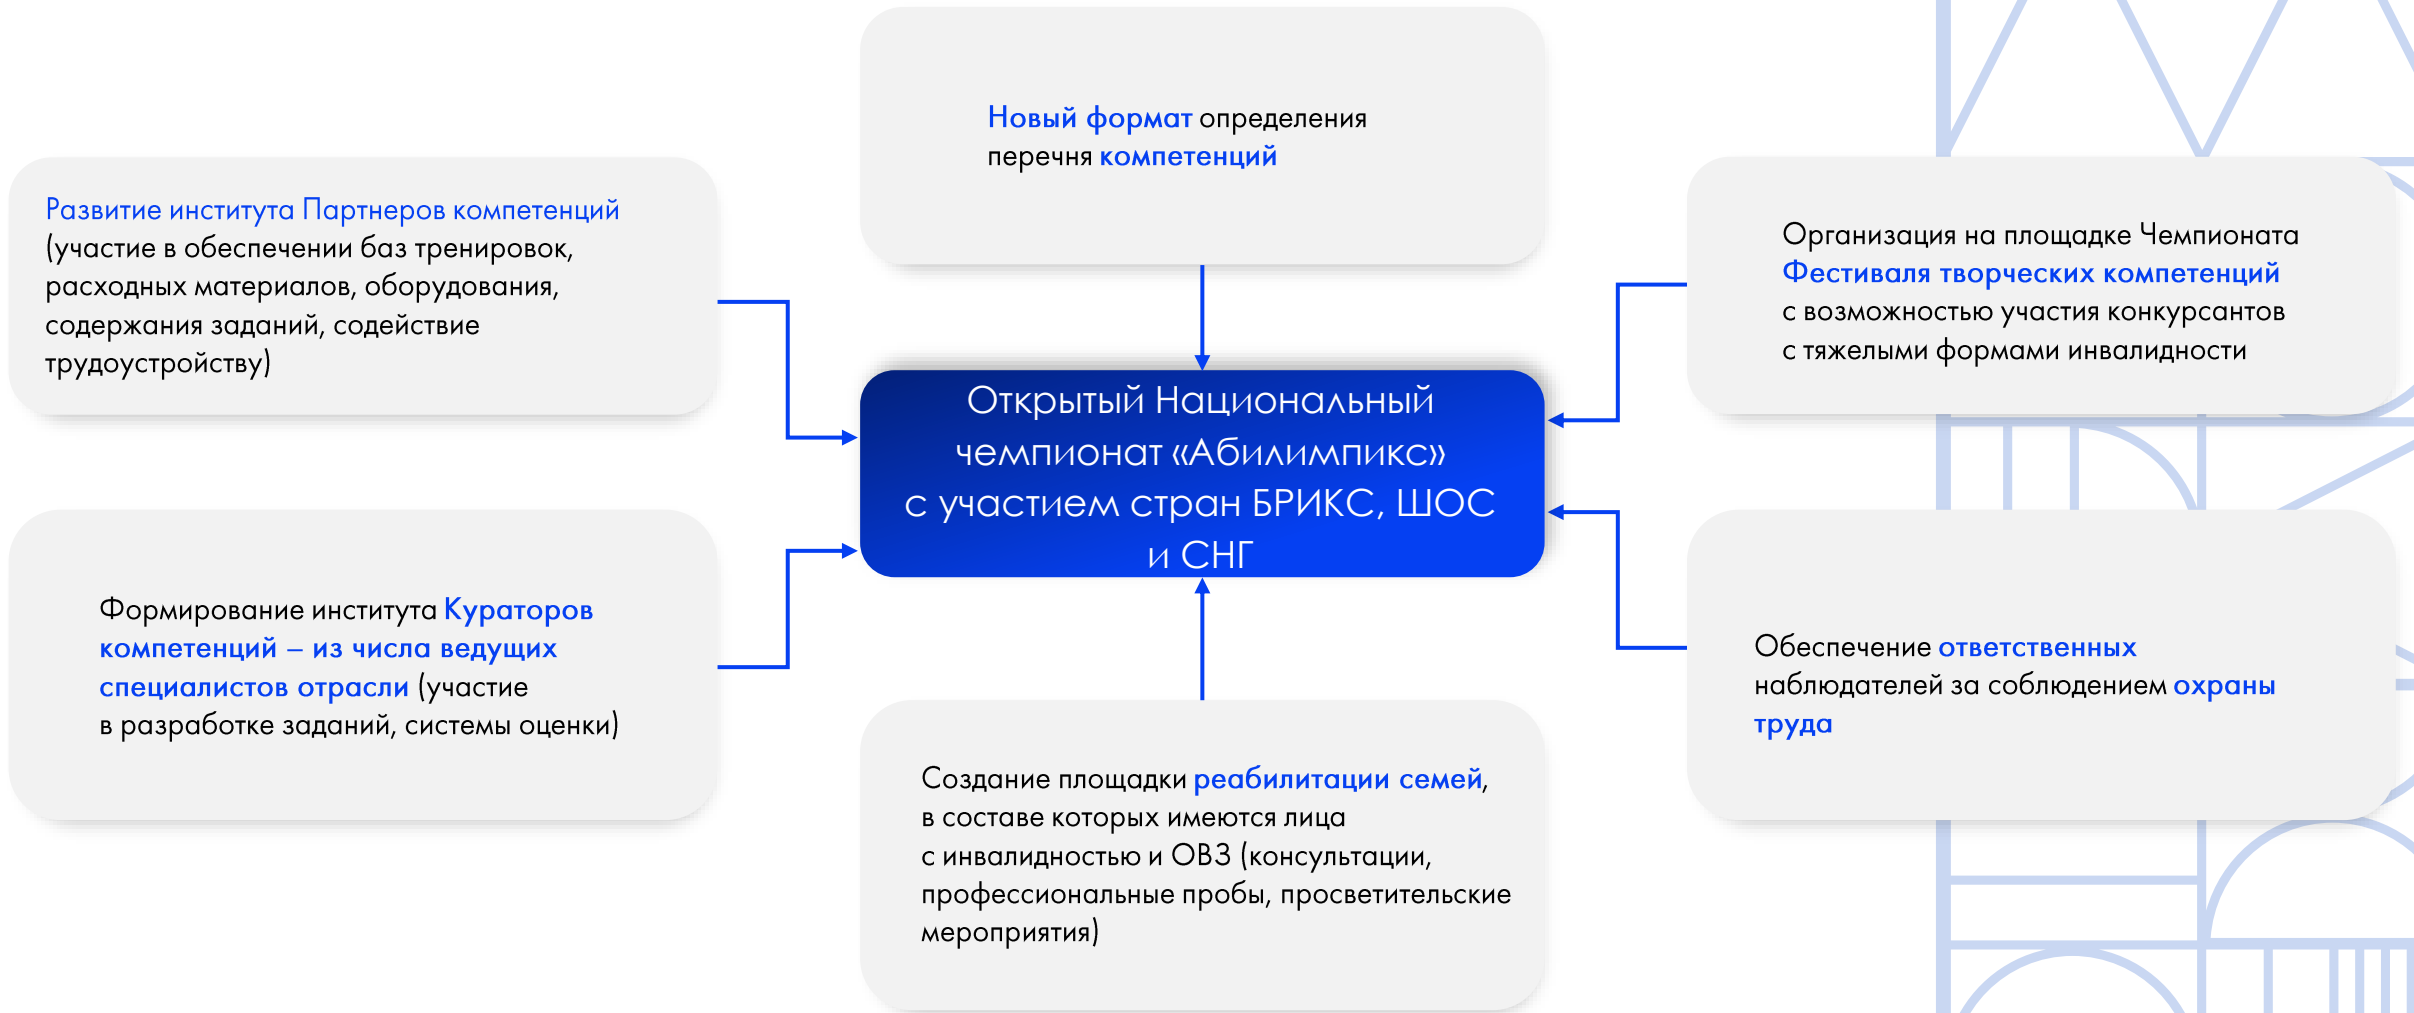 Новый формат определения
перечня компетенций
Развитие института Партнеров компетенций
(участие в обеспечении баз тренировок,
расходных материалов, оборудования,
содержания заданий, содействие
трудоустройству)
Организация на площадке Чемпионата
Фестиваля творческих компетенций
с возможностью участия конкурсантов
с тяжелыми формами инвалидности
Открытый Национальный
чемпионат «Абилимпикс»
с участием стран БРИКС, ШОС
и СНГ
Формирование института Кураторов
компетенций – из числа ведущих
специалистов отрасли (участие
в разработке заданий, системы оценки)
Обеспечение ответственных
наблюдателей за соблюдением охраны
труда
Создание площадки реабилитации семей,
в составе которых имеются лица
с инвалидностью и ОВЗ (консультации,
профессиональные пробы, просветительские
мероприятия)